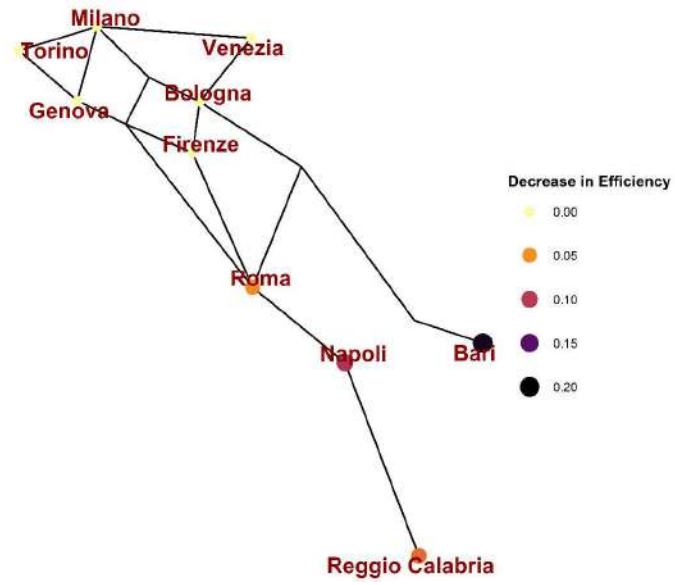 Milano
Torino
Venezia
Bologna
Genova
Firenze
Decrease in Efficiency
0.00
0.05
Roma
0.10
Napoli
Bari
0.15
0.20
Reggio Calabria